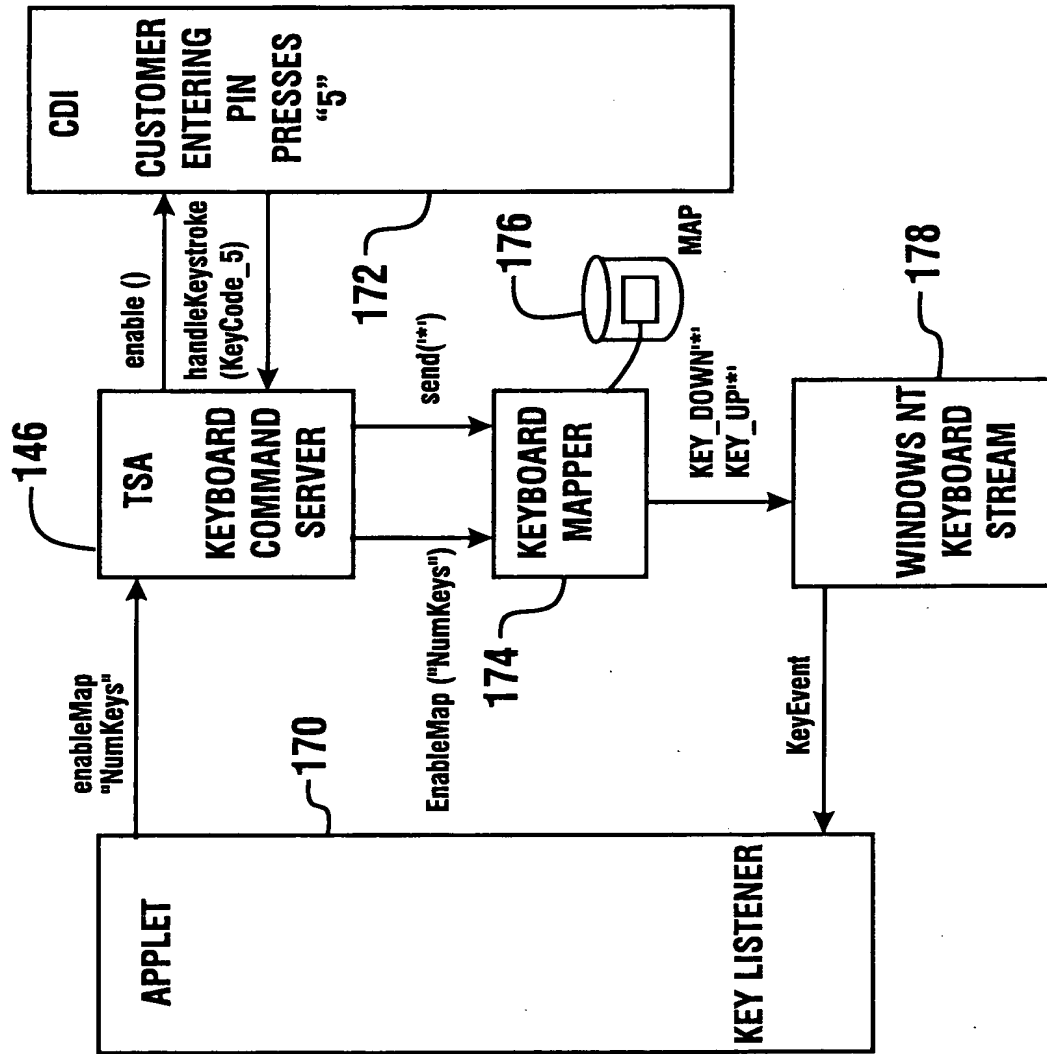 146
enableMap
"NumKeys"
TSA
KEYBOARD
COMMAND
SERVER
enable ()
handleKeystroke
(KeyCode_5)
CDI
CUSTOMER
ENTERING
PIN
PRESSES
"5"
172
170
APPLET
KEY LISTENER
EnableMap ("NumKeys")
send('*')
174
KEYBOARD
MAPPER
176
MAP
KEY_DOWN'*'
KEY_UP'*'
KeyEvent
WINDOWS NT
KEYBOARD
STREAM
178